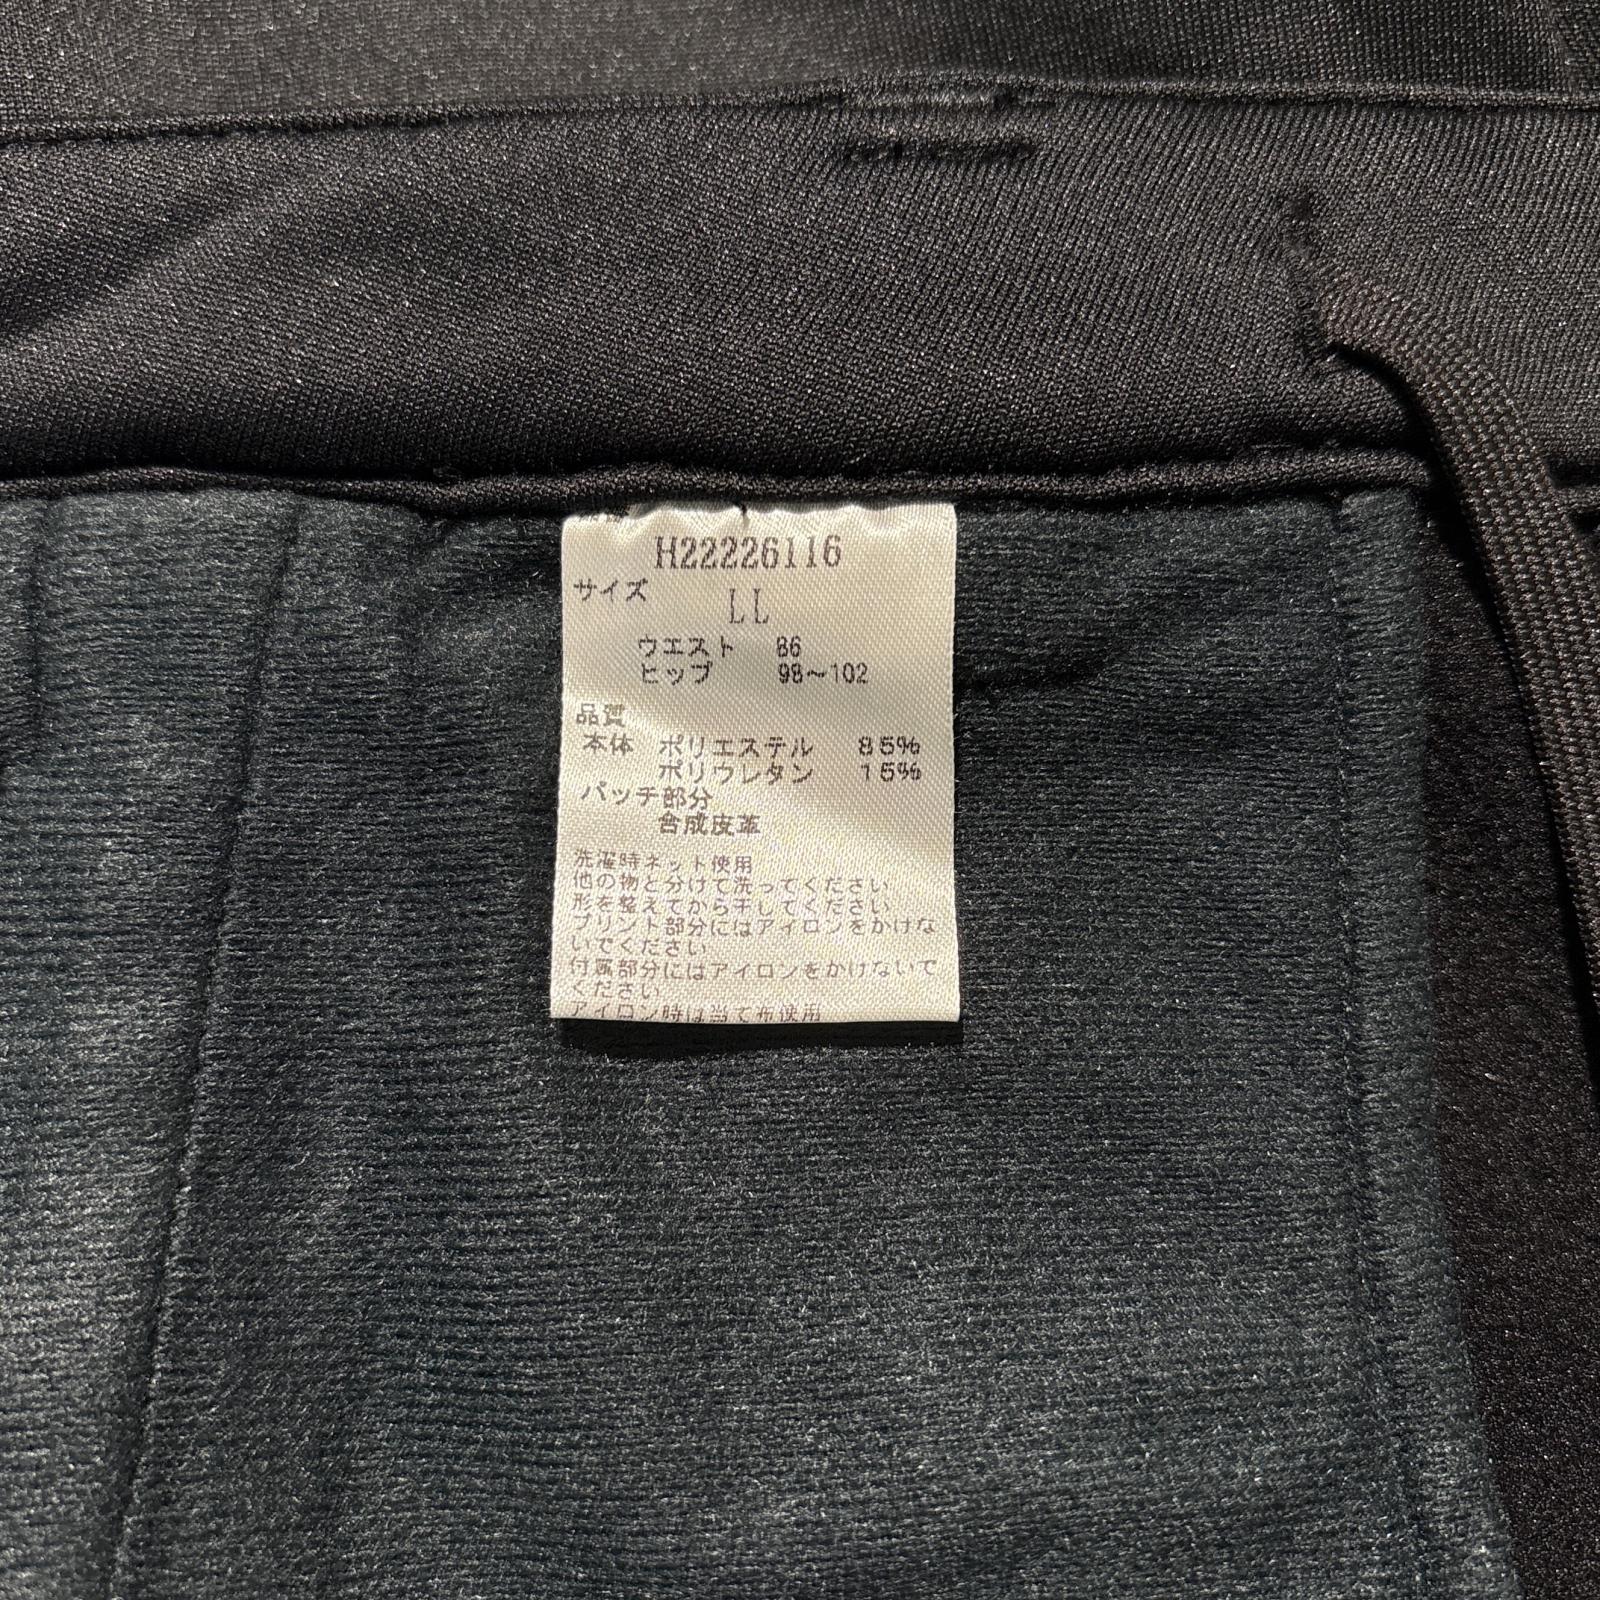 H22226116
サイズ
LL
ウエスト 86
ヒップ 98～102
品質
本体 ポリエステル 85%
ポリウレタン 15%
パッチ部分
合成皮革
洗濯時ネット使用
他の物と分けて洗ってください
形を整えてから干してください
プリント部分にはアイロンをかけな
いでください
付属部分にはアイロンをかけないで
ください
アイロン時は当て布使用